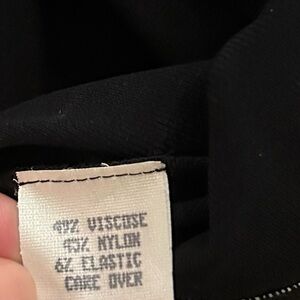 49% VISCOSE
45% NYLON
6% ELASTIC
CARE OVER